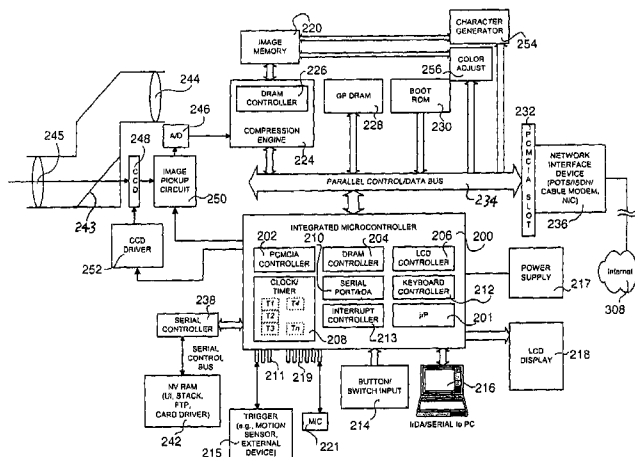 220
IMAGE
MEMORY
CHARACTER
GENERATOR
254
COLOR
ADJUST
256
226
DRAM
CONTROLLER
COMPRESSION
ENGINE
224
GP DRAM
228
BOOT
ROM
230
244
246
A/D
245
248
CCD
IMAGE
PICKUP
CIRCUIT
250
243
CCD DRIVER
252
232
PCMCIA SLOT
NETWORK
INTERFACE
DEVICE
(POTS/ISDN/
CABLE MODEM,
NIC)
236
PARALLEL CONTROL/DATA BUS
234
INTEGRATED MICROCONTROLLER
200
202
PCMCIA
CONTROLLER
210
204
DRAM
CONTROLLER
206
LCD
CONTROLLER
CLOCK/
TIMER
T1
T4
T2
T3
Tn
208
SERIAL
PORT/IrDA
KEYBOARD
CONTROLLER
212
INTERRUPT
CONTROLLER
213
µP
201
POWER
SUPPLY
217
Internet
308
238
SERIAL
CONTROLLER
SERIAL
CONTROL
BUS
211
219
NV RAM
(UI, STACK,
FTP,
CARD DRIVER)
242
TRIGGER
(e.g., MOTION
SENSOR,
EXTERNAL
DEVICE)
215
MIC
221
BUTTON/
SWITCH INPUT
214
216
IrDA/SERIAL to PC
LCD
DISPLAY
218